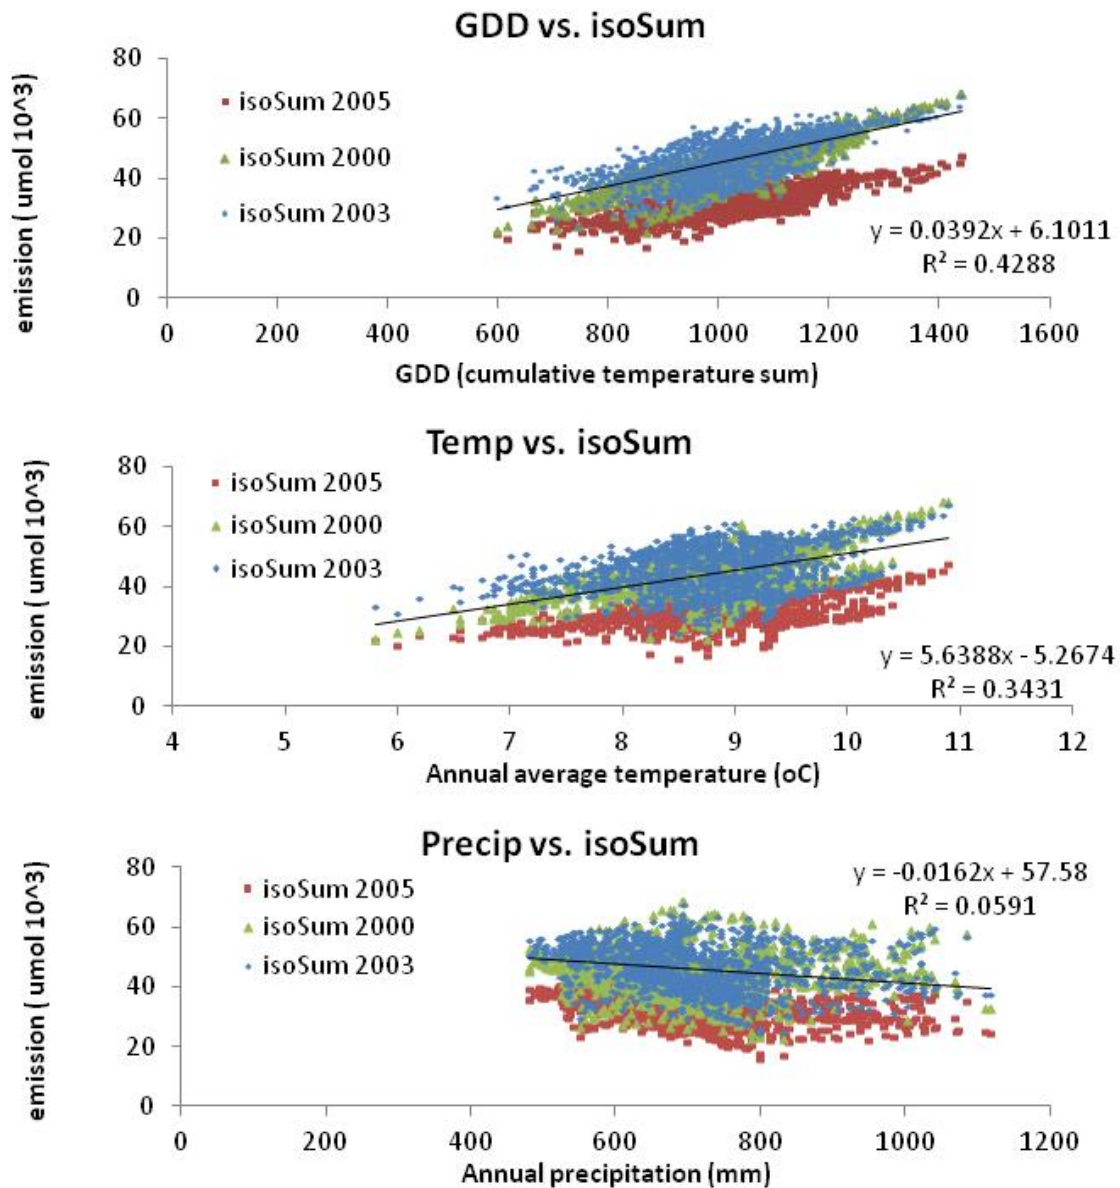 GDD vs. isoSum
emission ( umol 10^3)
80
60
40
20
0
isoSum 2005
isoSum 2000
isoSum 2003
y = 0.0392x + 6.1011
R² = 0.4288
0 200 400 600 800 1000 1200 1400 1600
GDD (cumulative temperature sum)
Temp vs. isoSum
emission ( umol 10^3)
80
60
40
20
0
isoSum 2005
isoSum 2000
isoSum 2003
y = 5.6388x - 5.2674
R² = 0.3431
4 5 6 7 8 9 10 11 12
Annual average temperature (oC)
Precip vs. isoSum
emission ( umol 10^3)
80
60
40
20
0
isoSum 2005
isoSum 2000
isoSum 2003
y = -0.0162x + 57.58
R² = 0.0591
0 200 400 600 800 1000 1200
Annual precipitation (mm)